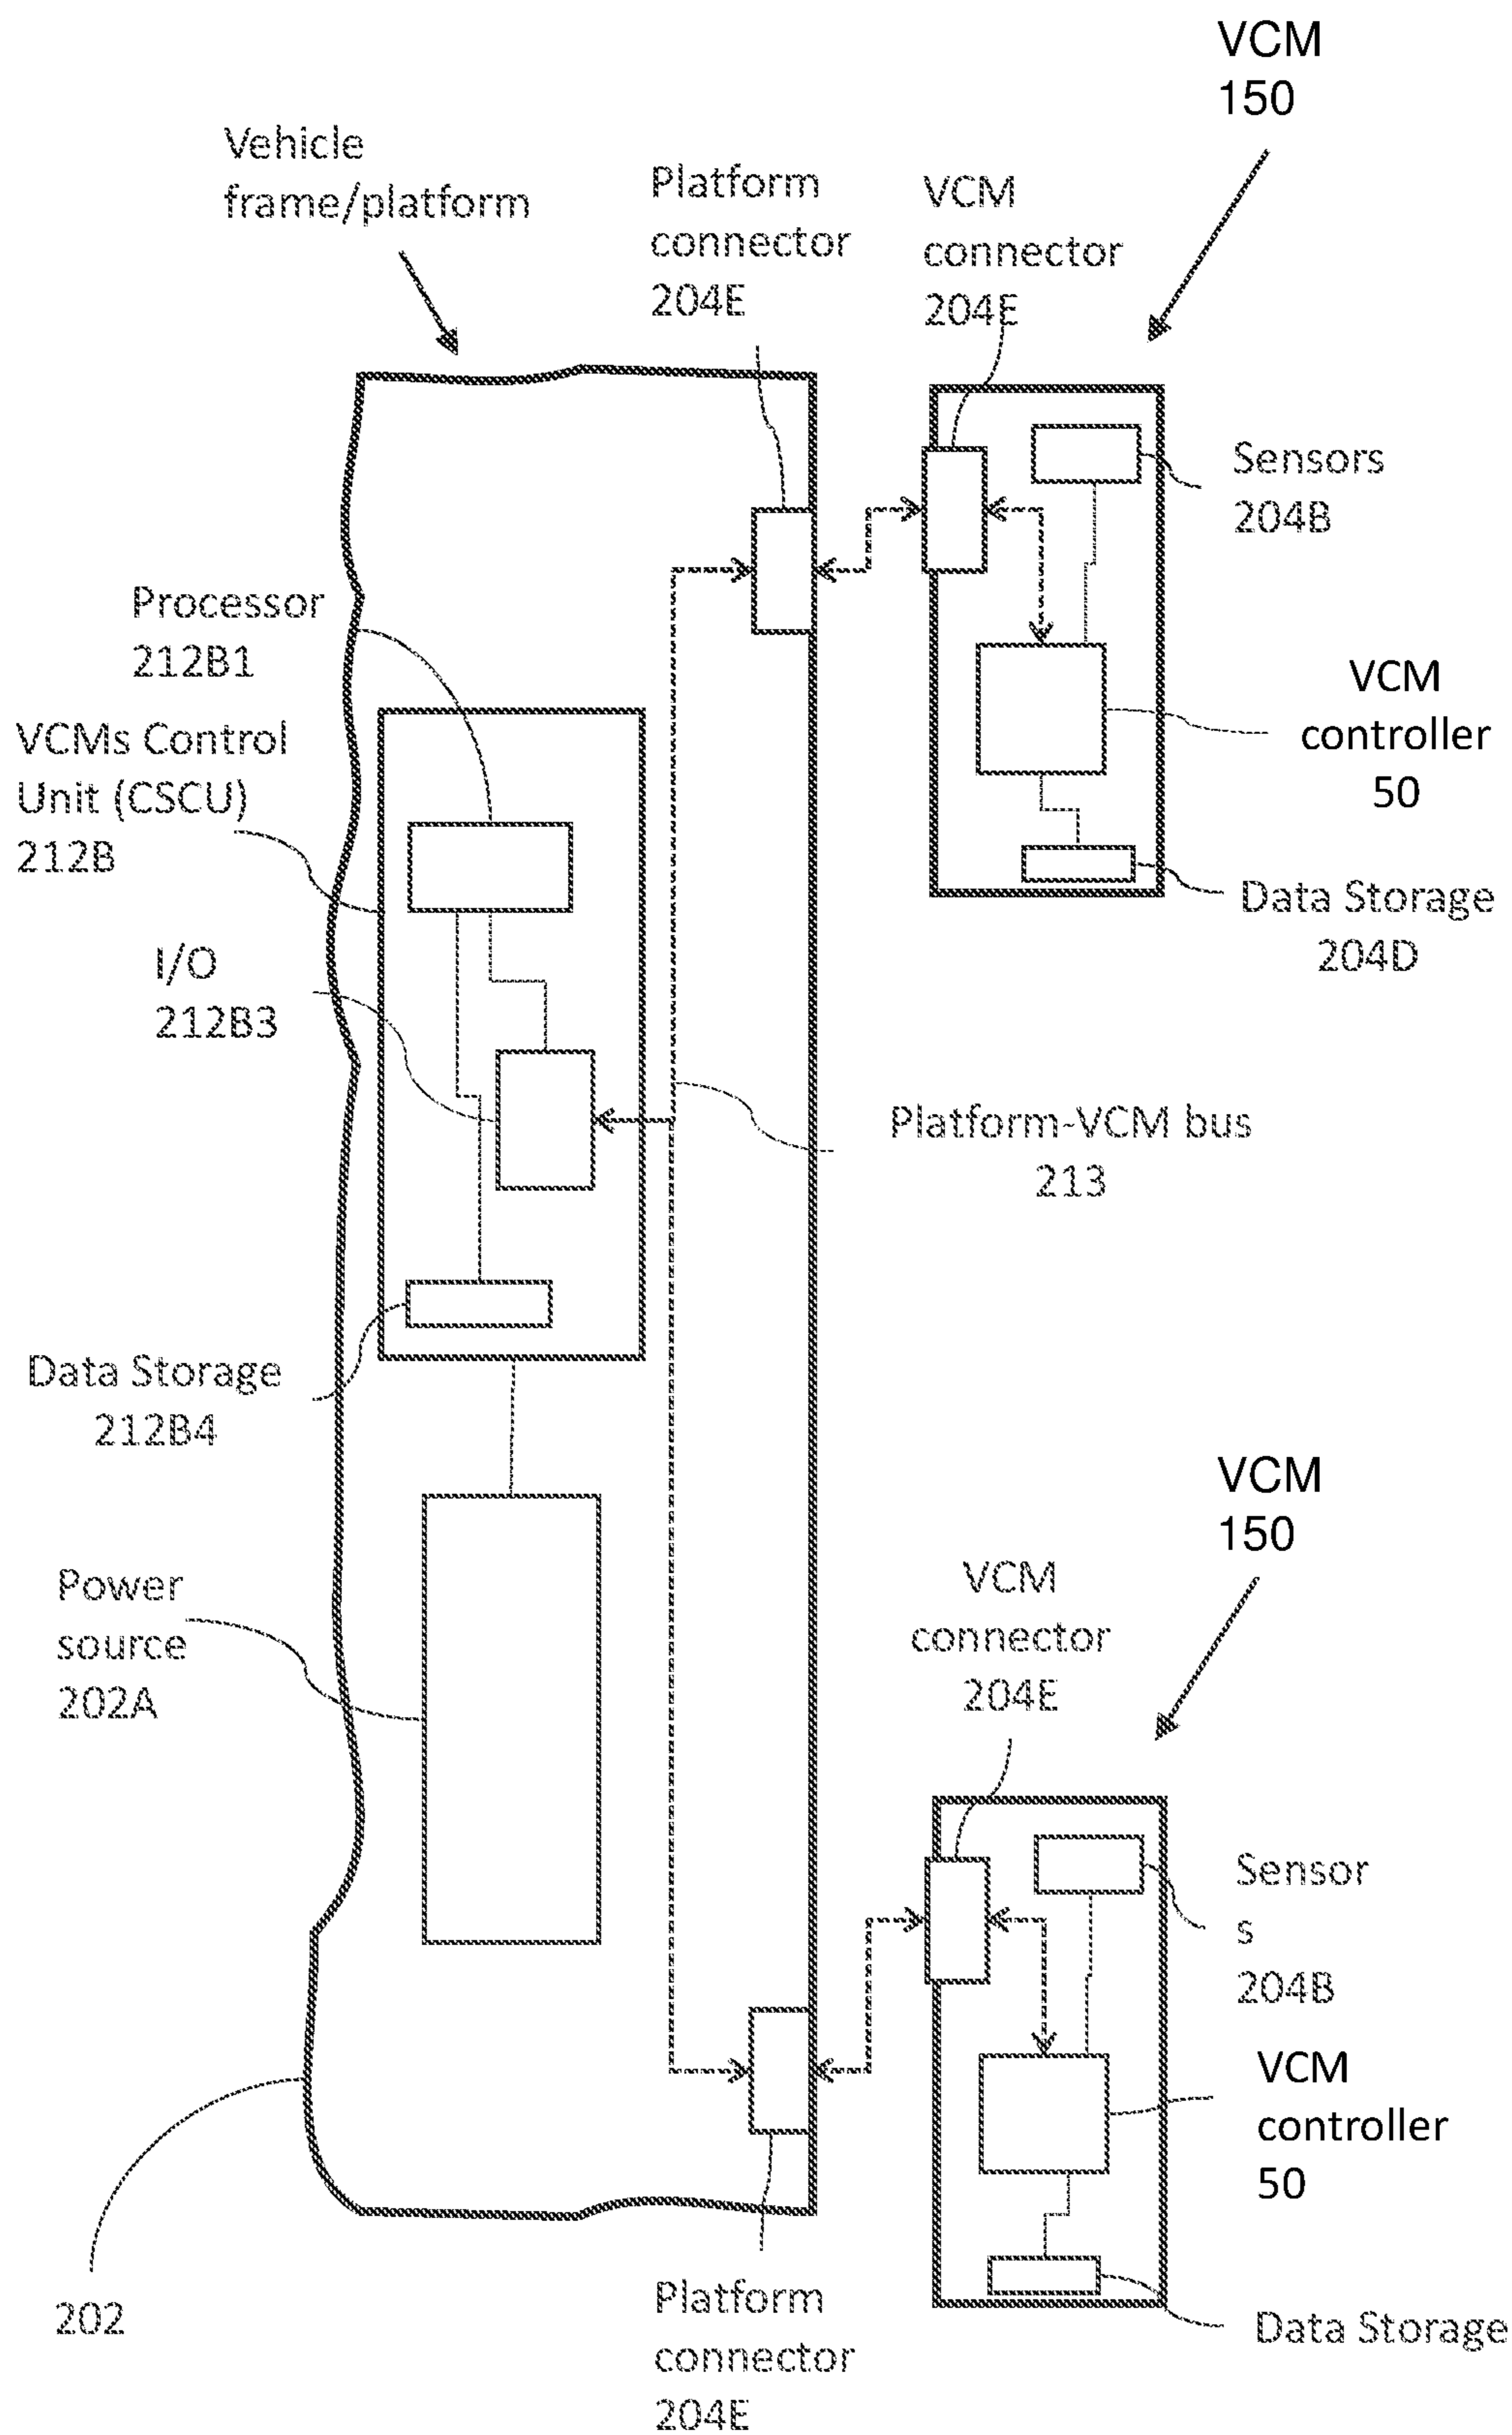 VCM
150
Vehicle
frame/platform
Platform
connector
204E
VCM
connector
204E
Sensors
204B
Processor
212B1
VCM
controller
50
VCMs Control
Unit (CSCU)
212B
Data Storage
204D
I/O
212B3
Platform-VCM bus
213
Data Storage
212B4
VCM
150
Power
source
202A
VCM
connector
204E
Sensor
s
204B
VCM
controller
50
202
Platform
connector
204E
Data Storage